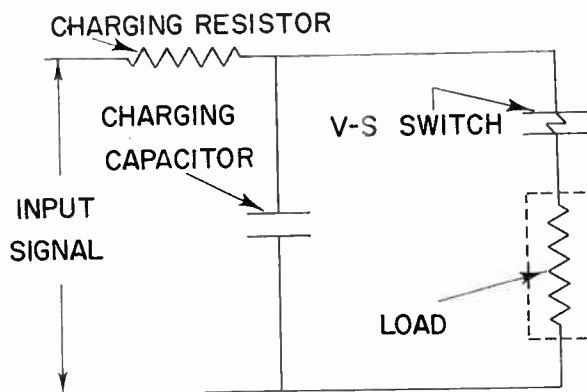 CHARGING RESISTOR
CHARGING
CAPACITOR
V-S SWITCH
INPUT
SIGNAL
LOAD